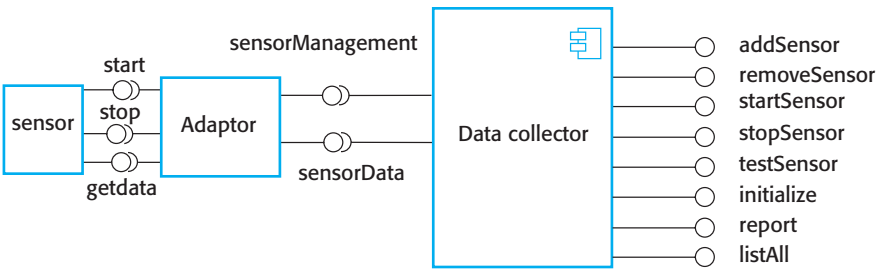 sensorManagement
start
stop
getdata
sensor
Adaptor
sensorData
Data collector
addSensor
removeSensor
startSensor
stopSensor
testSensor
initialize
report
listAll